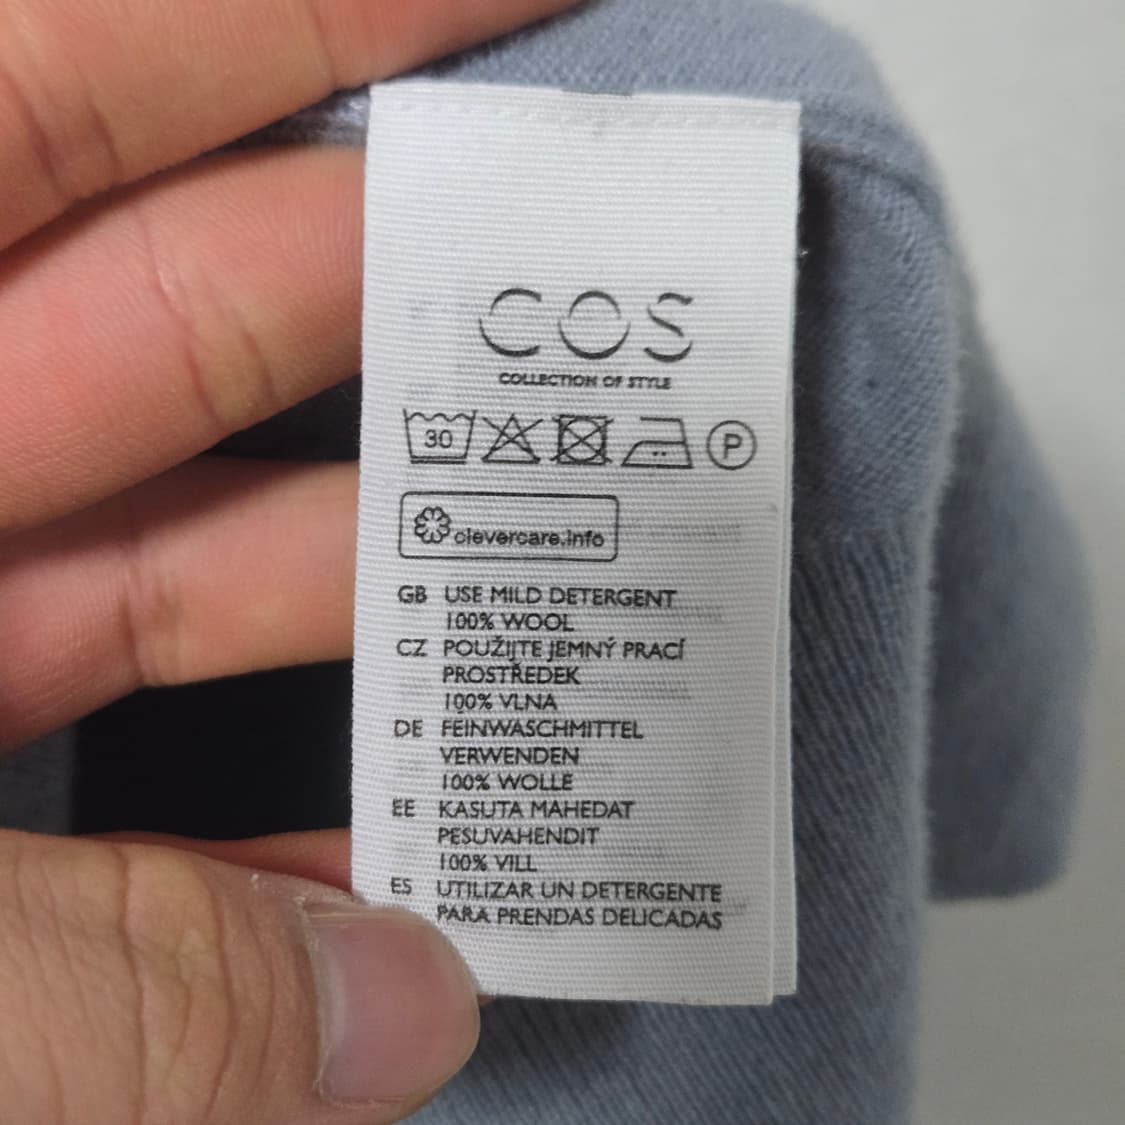 COS
COLLECTION OF STYLE
30
P
clevercare.info
GB USE MILD DETERGENT
100% WOOL
CZ POUŽIJTE JEMNÝ PRACÍ
PROSTŘEDEK
100% VLNA
DE FEINWASCHMITTEL
VERWENDEN
100% WOLLE
EE KASUTA MAHEDAT
PESUVAHENDIT
100% VILL
ES UTILIZAR UN DETERGENTE
PARA PRENDAS DELICADAS